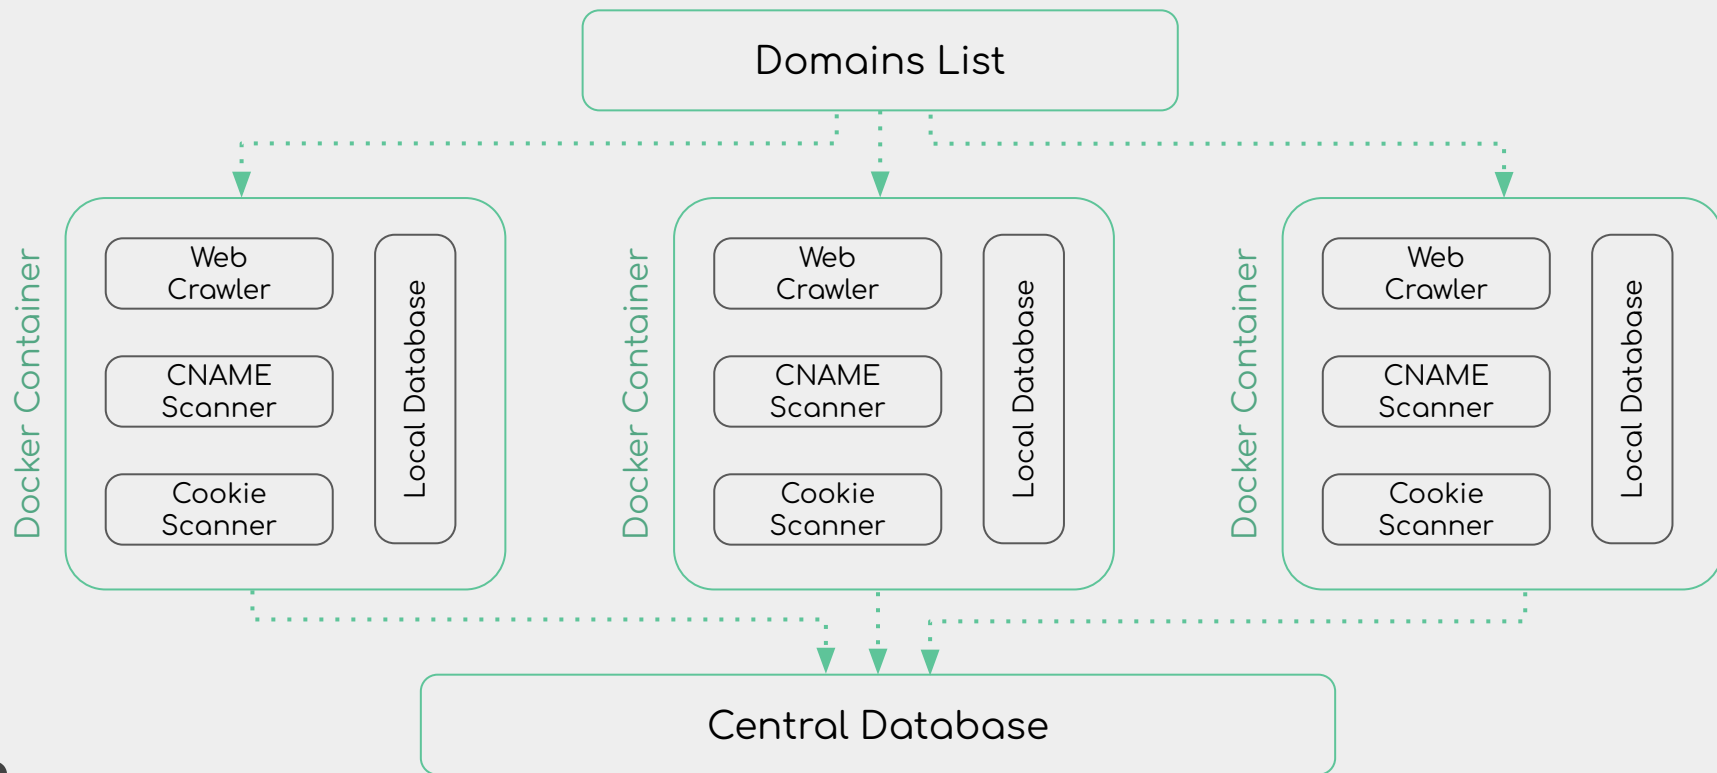 Domains List
Docker Container
Web
Crawler
CNAME
Scanner
Cookie
Scanner
Local Database
Docker Container
Web
Crawler
CNAME
Scanner
Cookie
Scanner
Local Database
Docker Container
Web
Crawler
CNAME
Scanner
Cookie
Scanner
Local Database
Central Database